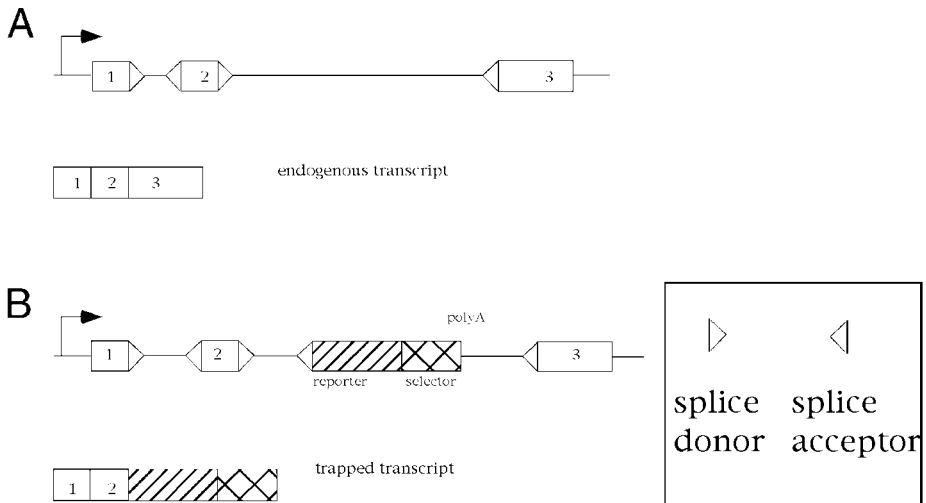 A
1 2 3
1 2 3
endogenous transcript
B
polyA
1 2 3
reporter selector
1 2
trapped transcript
splice donor
splice acceptor